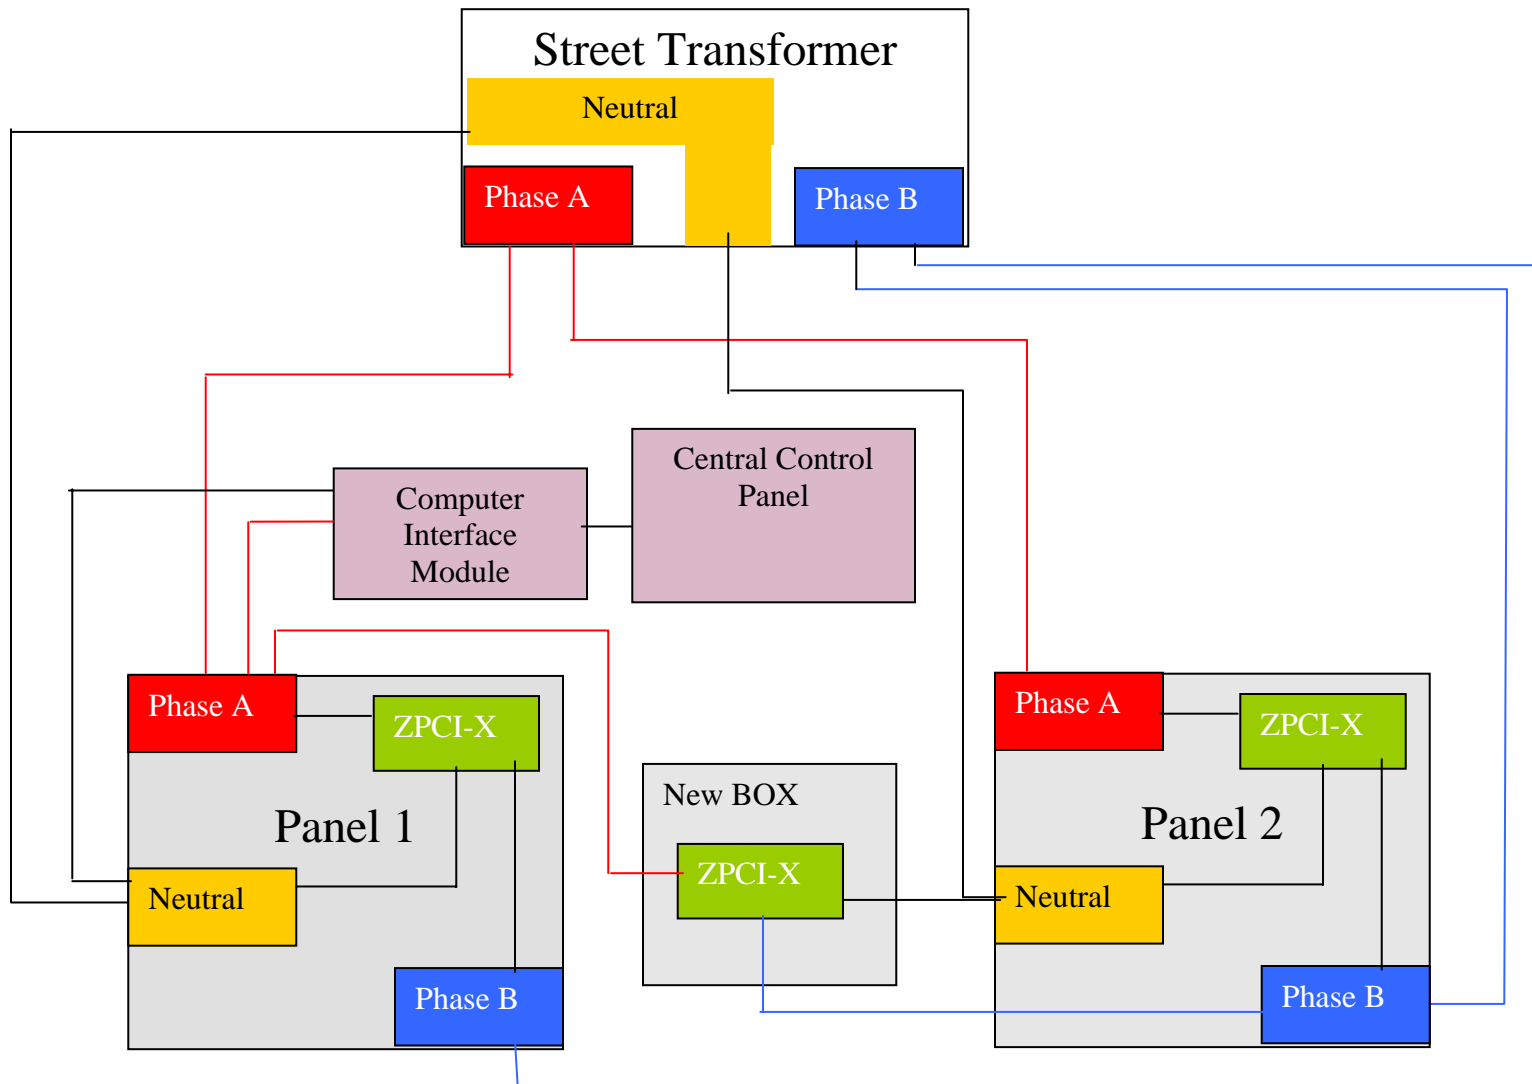 Street Transformer
Neutral
Phase A
Phase B
Central Control
Panel
Computer
Interface
Module
Phase A
ZPCI-X
Panel 1
Neutral
Phase B
New BOX
ZPCI-X
Phase A
ZPCI-X
Panel 2
Neutral
Phase B